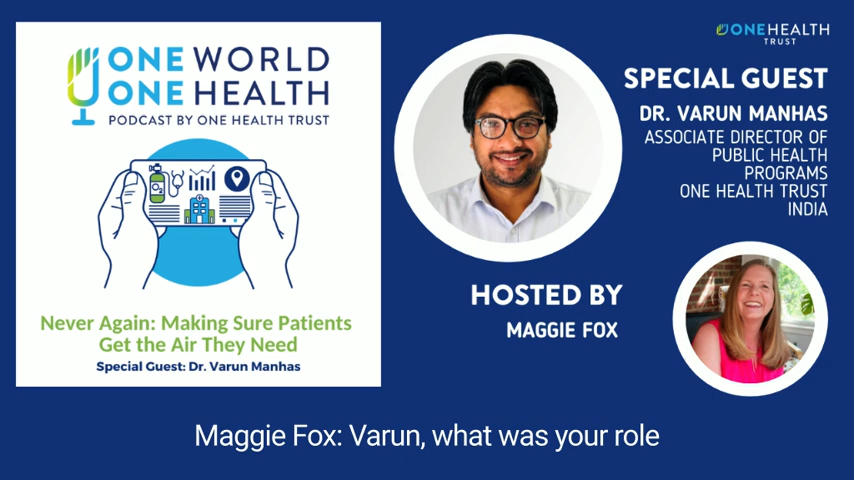 ONE WORLD
ONE HEALTH
PODCAST BY ONE HEALTH TRUST
Never Again: Making Sure Patients
Get the Air They Need
Special Guest: Dr. Varun Manhas
ONEHEALTH
TRUST
SPECIAL GUEST
DR. VARUN MANHAS
ASSOCIATE DIRECTOR OF
PUBLIC HEALTH
PROGRAMS
ONE HEALTH TRUST
INDIA
HOSTED BY
MAGGIE FOX
Maggie Fox: Varun, what was your role